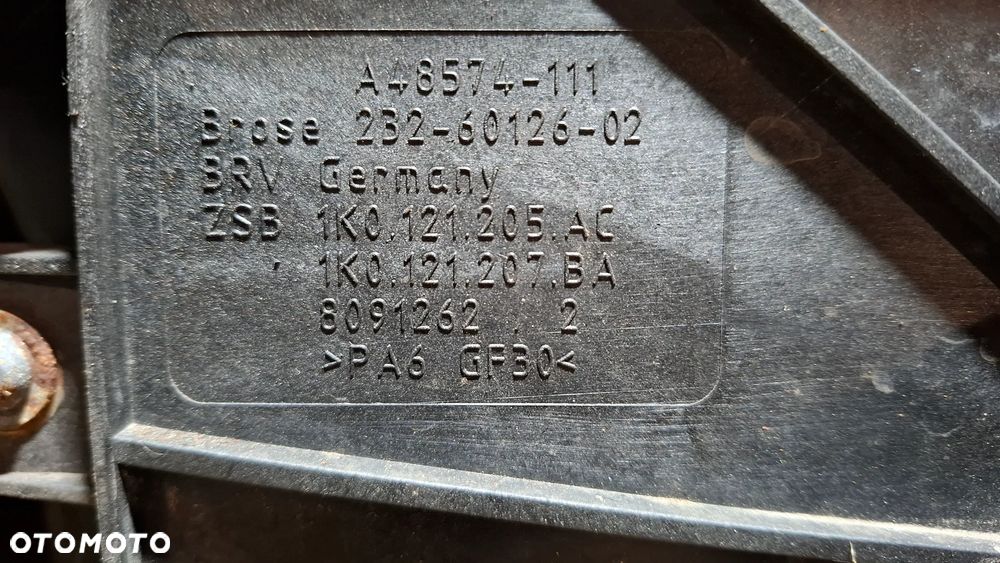 A48574-111
Brose 2B2-60126-02
BRV Germany
ZSB 1K0.121.205.AC
, 1K0.121.207.BA
8091262 . 2
>PA6 GF30<
OTOMOTO